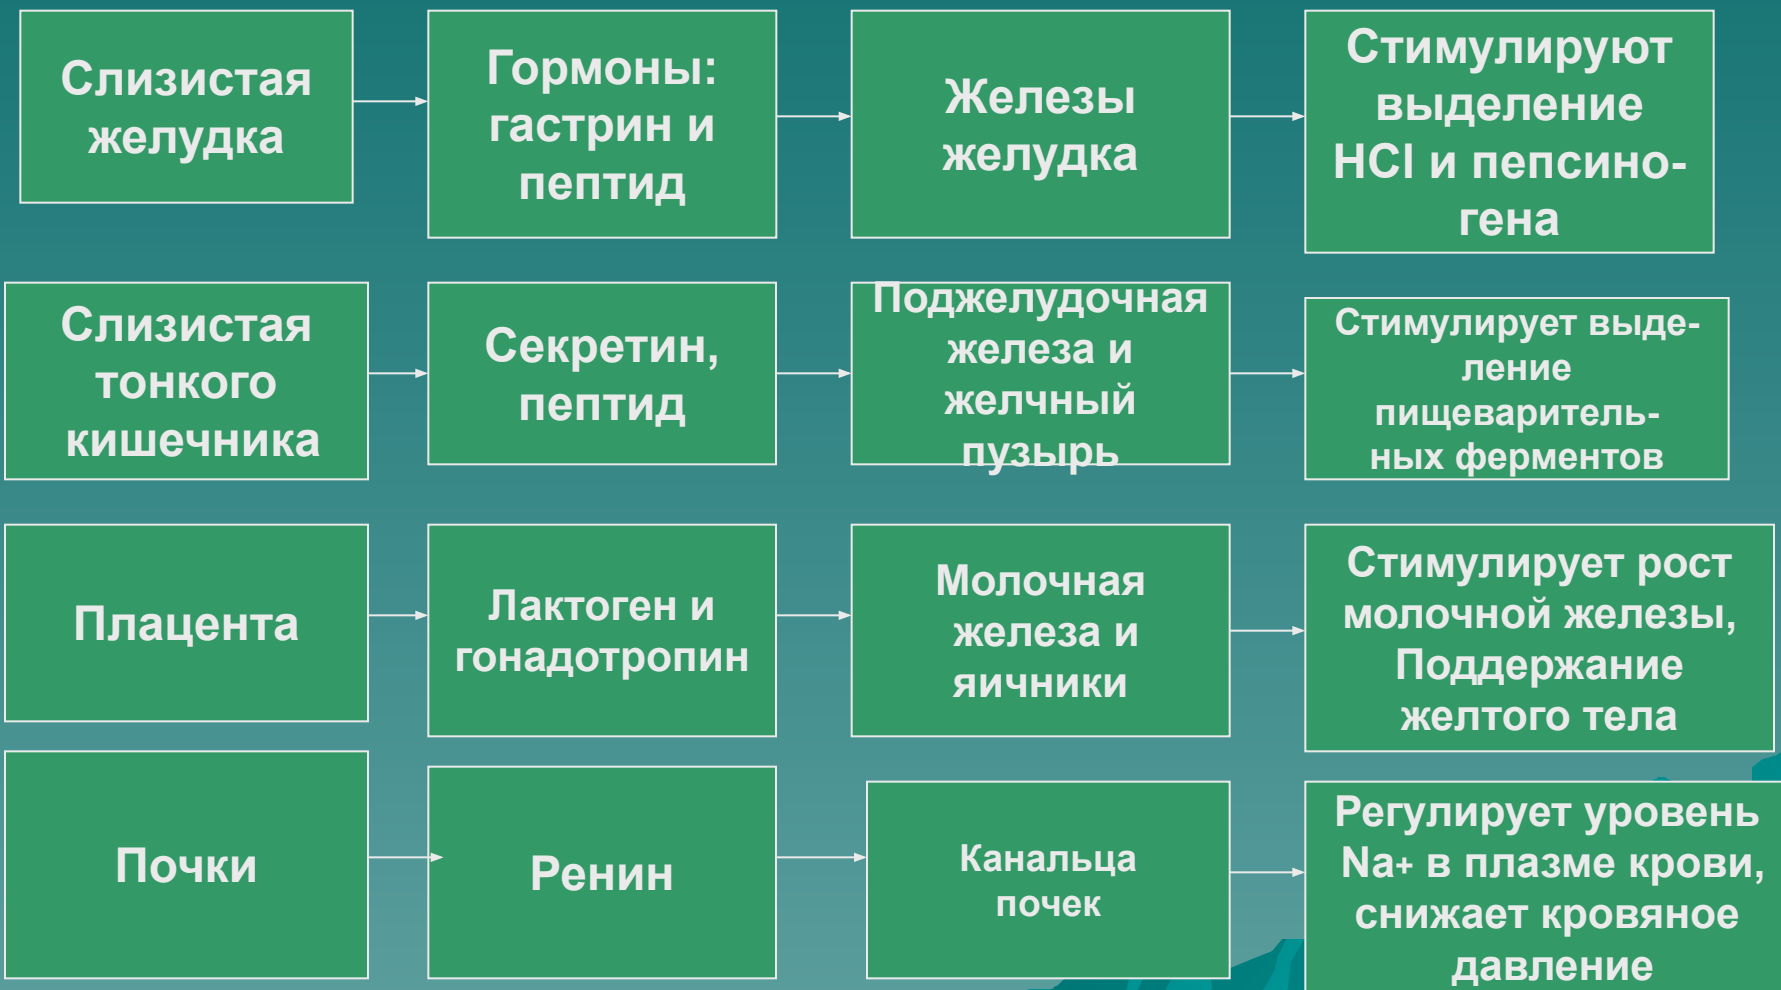 Слизистая
желудка
Гормоны:
гастрин и
пептид
Железы
желудка
Стимулируют
выделение
HCl и пепсино-
гена
Слизистая
тонкого
кишечника
Секретин,
пептид
Поджелудочная
железа и
желчный
пузырь
Стимулирует выде-
ление
пищеваритель-
ных ферментов
Плацента
Лактоген и
гонадотропин
Молочная
железа и
яичники
Стимулирует рост
молочной железы,
Поддержание
желтого тела
Почки
Ренин
Канальца
почек
Регулирует уровень
Na+ в плазме крови,
снижает кровяное
давление